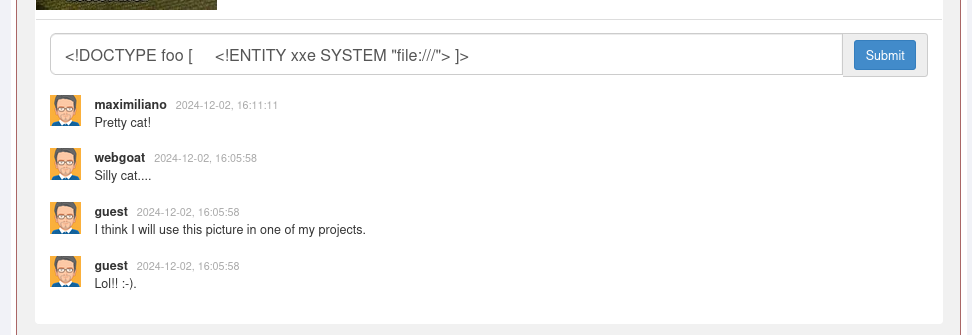 <!DOCTYPE foo [     <!ENTITY xxe SYSTEM "file:///"> ]>
Submit
maximiliano 2024-12-02, 16:11:11
Pretty cat!
webgoat 2024-12-02, 16:05:58
Silly cat....
guest 2024-12-02, 16:05:58
I think I will use this picture in one of my projects.
guest 2024-12-02, 16:05:58
Lol!! :-).